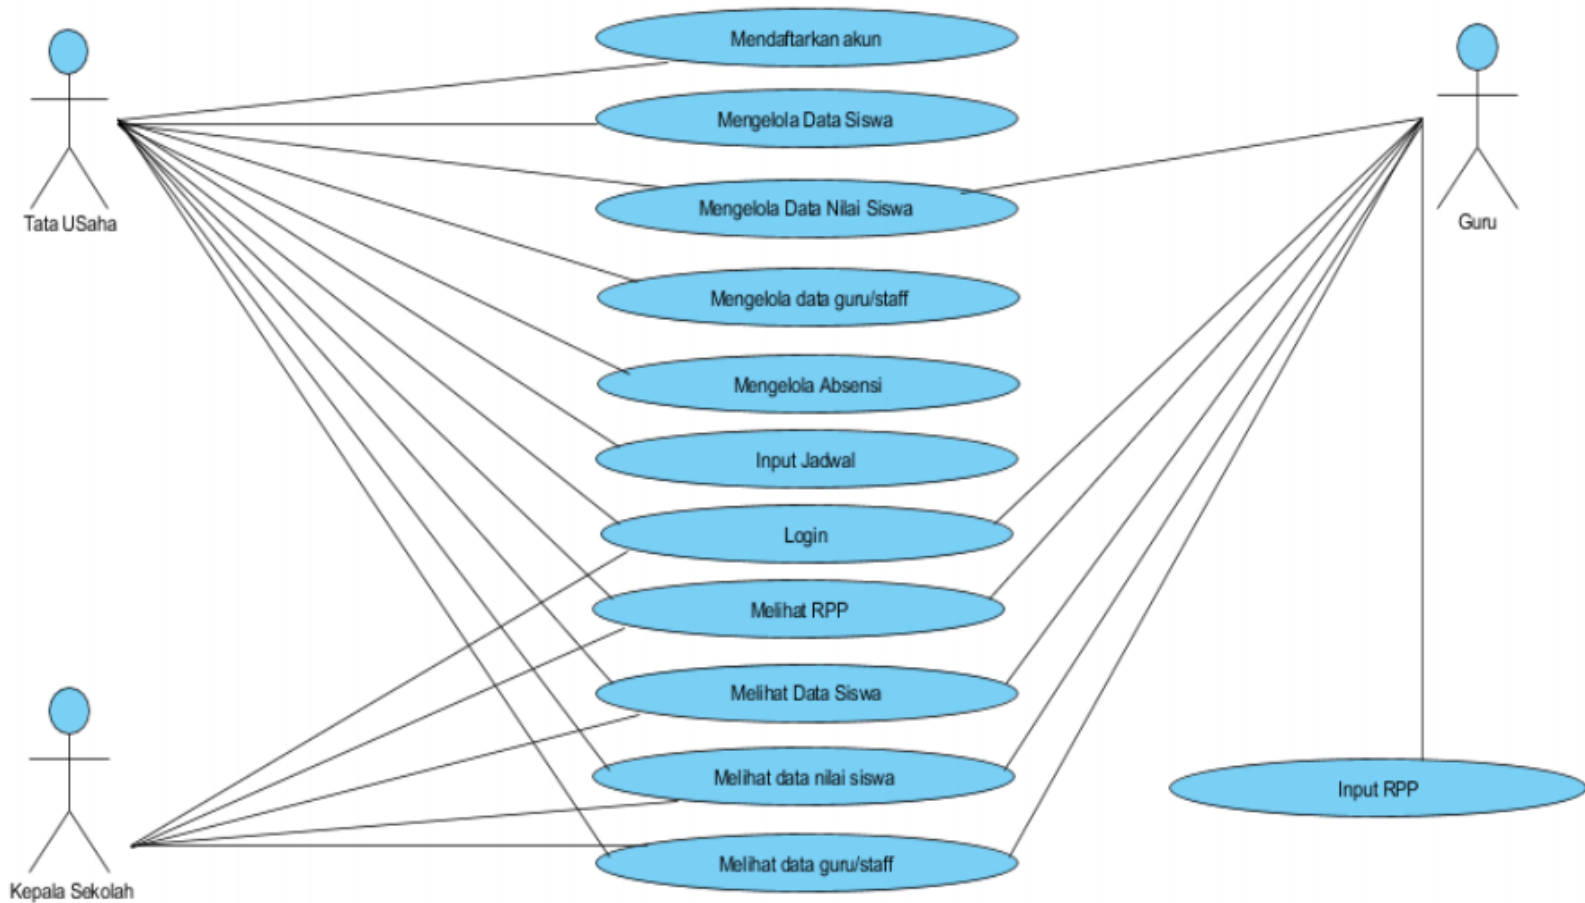 Mendaftarkan akun
Mengelola Data Siswa
Tata USaha
Mengelola Data Nilai Siswa
Guru
Mengelola data guru/staff
Mengelola Absensi
Input Jadwal
Login
Melihat RPP
Melihat Data Siswa
Melihat data nilai siswa
Input RPP
Melihat data guru/staff
Kepala Sekolah